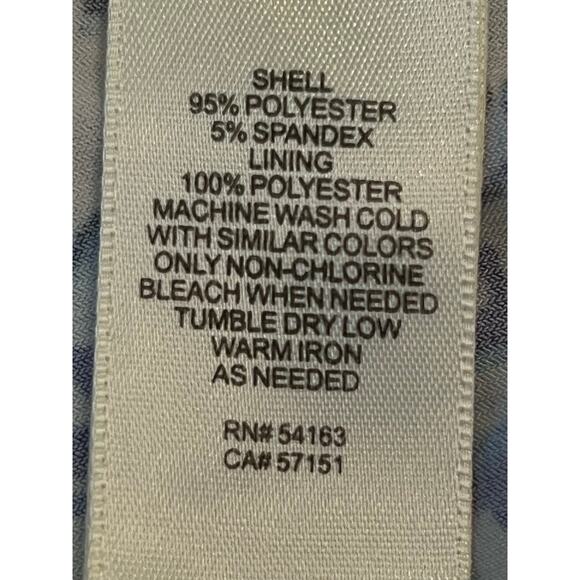 SHELL
95% POLYESTER
5% SPANDEX
LINING
100% POLYESTER
MACHINE WASH COLD
WITH SIMILAR COLORS
ONLY NON-CHLORINE
BLEACH WHEN NEEDED
TUMBLE DRY LOW
WARM IRON
AS NEEDED
RN# 54163
CA# 57151